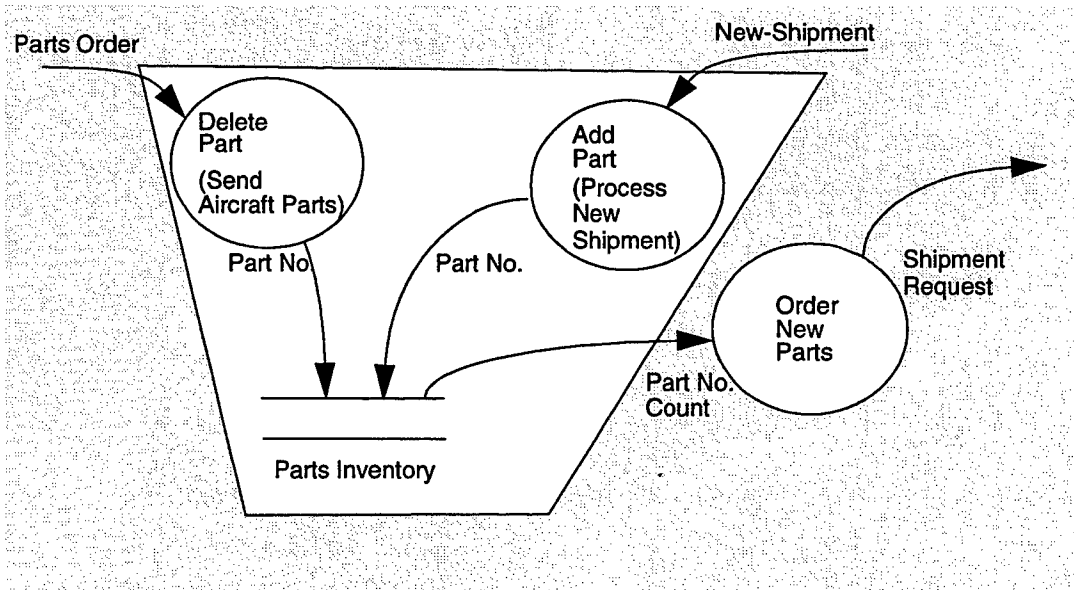 Parts Order
New-Shipment
Delete
Part
(Send
Aircraft Parts)
Add
Part
(Process
New
Shipment)
Part No.
Part No.
Shipment
Request
Order
New
Parts
Part No.
Count
Parts Inventory